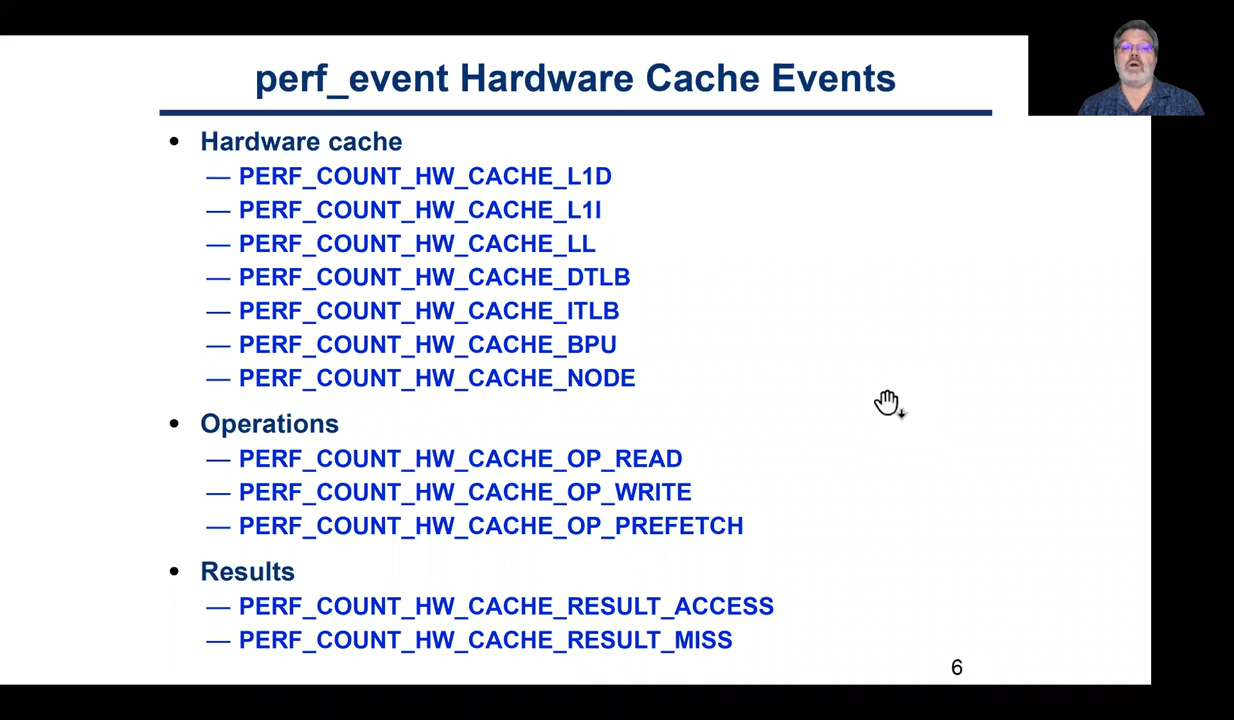 perf_event Hardware Cache Events
• Hardware cache
— PERF_COUNT_HW_CACHE_L1D
— PERF_COUNT_HW_CACHE_L1I
— PERF_COUNT_HW_CACHE_LL
— PERF_COUNT_HW_CACHE_DTLB
— PERF_COUNT_HW_CACHE_ITLB
— PERF_COUNT_HW_CACHE_BPU
— PERF_COUNT_HW_CACHE_NODE
• Operations
— PERF_COUNT_HW_CACHE_OP_READ
— PERF_COUNT_HW_CACHE_OP_WRITE
— PERF_COUNT_HW_CACHE_OP_PREFETCH
• Results
— PERF_COUNT_HW_CACHE_RESULT_ACCESS
— PERF_COUNT_HW_CACHE_RESULT_MISS
6